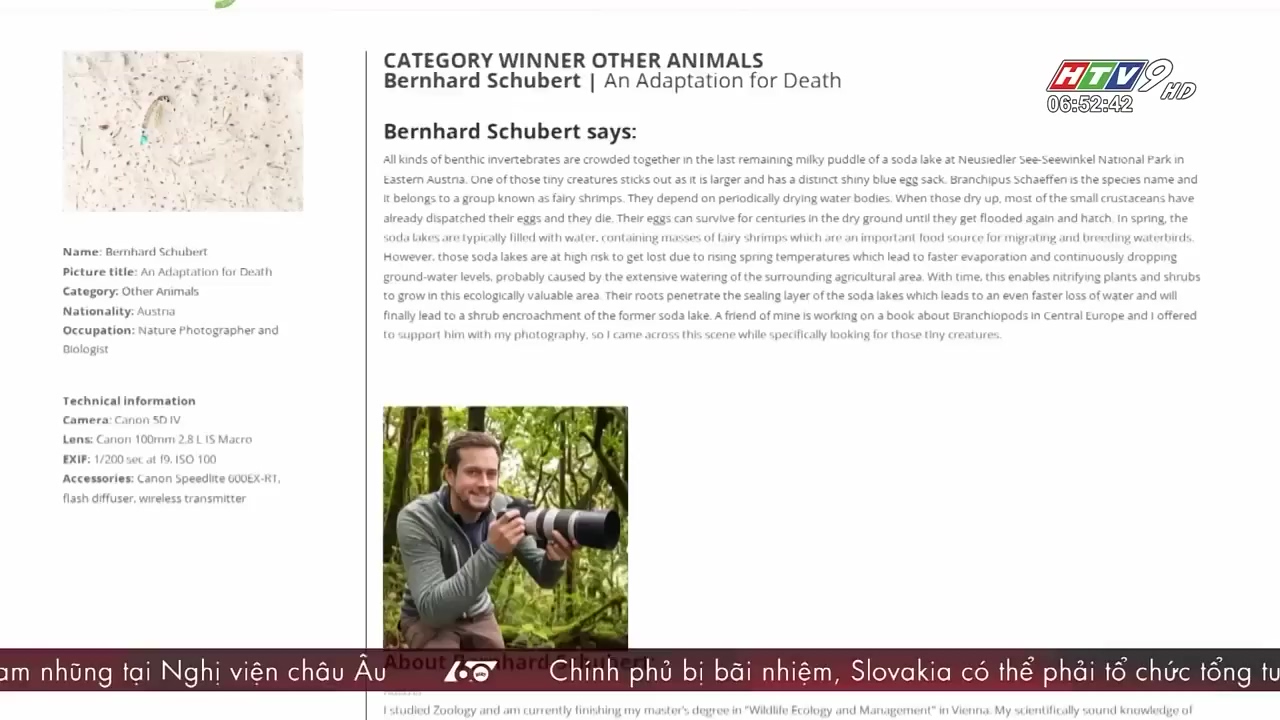 CATEGORY WINNER OTHER ANIMALS
Bernhard Schubert | An Adaptation for Death
HTV9 HD
06:52:42
Bernhard Schubert says:
All kinds of benthic invertebrates are crowded together in the last remaining milky puddle of a soda lake at Neusiedler See-Seewinkel National Park in
Eastern Austria. One of those tiny creatures sticks out as it is larger and has a distinct shiny blue egg sack. Branchipus Schaefferi is the species name and
it belongs to a group known as fairy shrimps. They depend on periodically drying water bodies. When those dry up, most of the small crustaceans have
already dispatched their eggs and they die. Their eggs can survive for centuries in the dry ground until they get flooded again and hatch. In spring, the
soda lakes are typically filled with water, containing masses of fairy shrimps which are an important food source for migrating and breeding waterbirds.
However, those soda lakes are at high risk to get lost due to rising spring temperatures which lead to faster evaporation and continuously dropping
ground-water levels, probably caused by the extensive watering of the surrounding agricultural area. With time, this enables nitrifying plants and shrubs
to grow in this ecologically valuable area. Their roots penetrate the sealing layer of the soda lakes which leads to an even faster loss of water and will
finally lead to a shrub encroachment of the former soda lake. A friend of mine is working on a book about Branchiopods in Central Europe and I offered
to support him with my photography, so I came across this scene while specifically looking for those tiny creatures.
Name: Bernhard Schubert
Picture title: An Adaptation for Death
Category: Other Animals
Nationality: Austria
Occupation: Nature Photographer and
Biologist
Technical information
Camera: Canon 5D IV
Lens: Canon 100mm 2.8 L IS Macro
EXIF: 1/200 sec at f9, ISO 100
Accessories: Canon Speedlite 600EX-RT,
flash diffuser, wireless transmitter
About Bernhard Schubert:
am nhũng tại Nghị viện châu Âu 60 Chính phủ bị bãi nhiệm, Slovakia có thể phải tổ chức tổng tu
I studied Zoology and am currently finishing my master's degree in "Wildlife Ecology and Management" in Vienna. My scientifically sound knowledge of